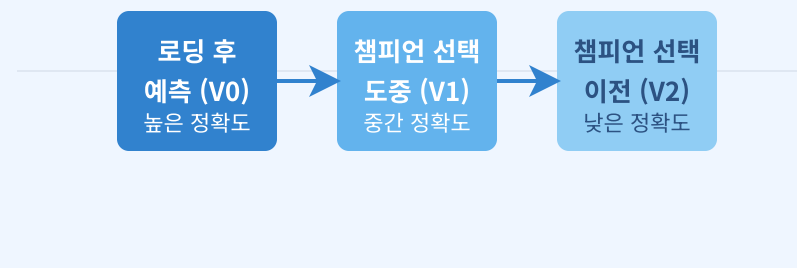 로딩 후
예측 (V0)
높은 정확도
챔피언 선택
도중 (V1)
중간 정확도
챔피언 선택
이전 (V2)
낮은 정확도